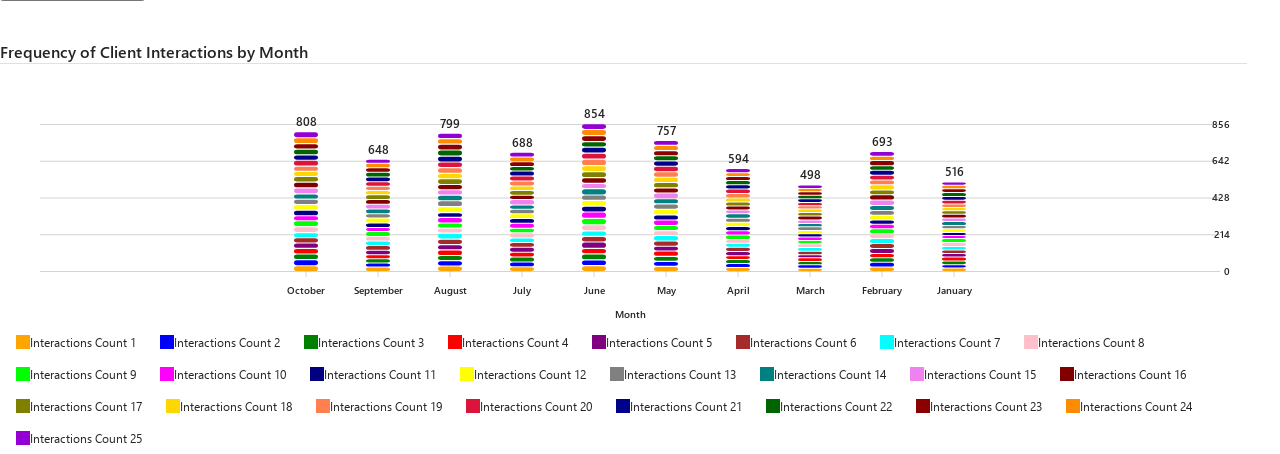 Frequency of Client Interactions by Month
808 648 799 688 854 757 594 498 693 516
856
642
428
214
0
October September August July June May April March February January
Month
Interactions Count 1 Interactions Count 2 Interactions Count 3 Interactions Count 4 Interactions Count 5 Interactions Count 6 Interactions Count 7 Interactions Count 8
Interactions Count 9 Interactions Count 10 Interactions Count 11 Interactions Count 12 Interactions Count 13 Interactions Count 14 Interactions Count 15 Interactions Count 16
Interactions Count 17 Interactions Count 18 Interactions Count 19 Interactions Count 20 Interactions Count 21 Interactions Count 22 Interactions Count 23 Interactions Count 24
Interactions Count 25